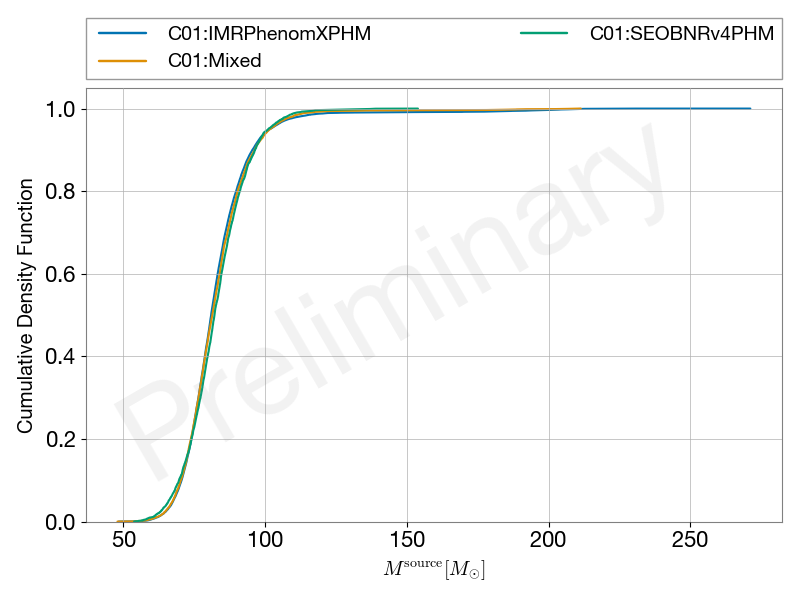 C01:IMRPhenomXPHM
C01:SEOBNRv4PHM
C01:Mixed
1.0
0.8
0.6
0.4
0.2
0.0
Cumulative Density Function
Preliminary
50
100
150
200
250
M^source [M_⊙]